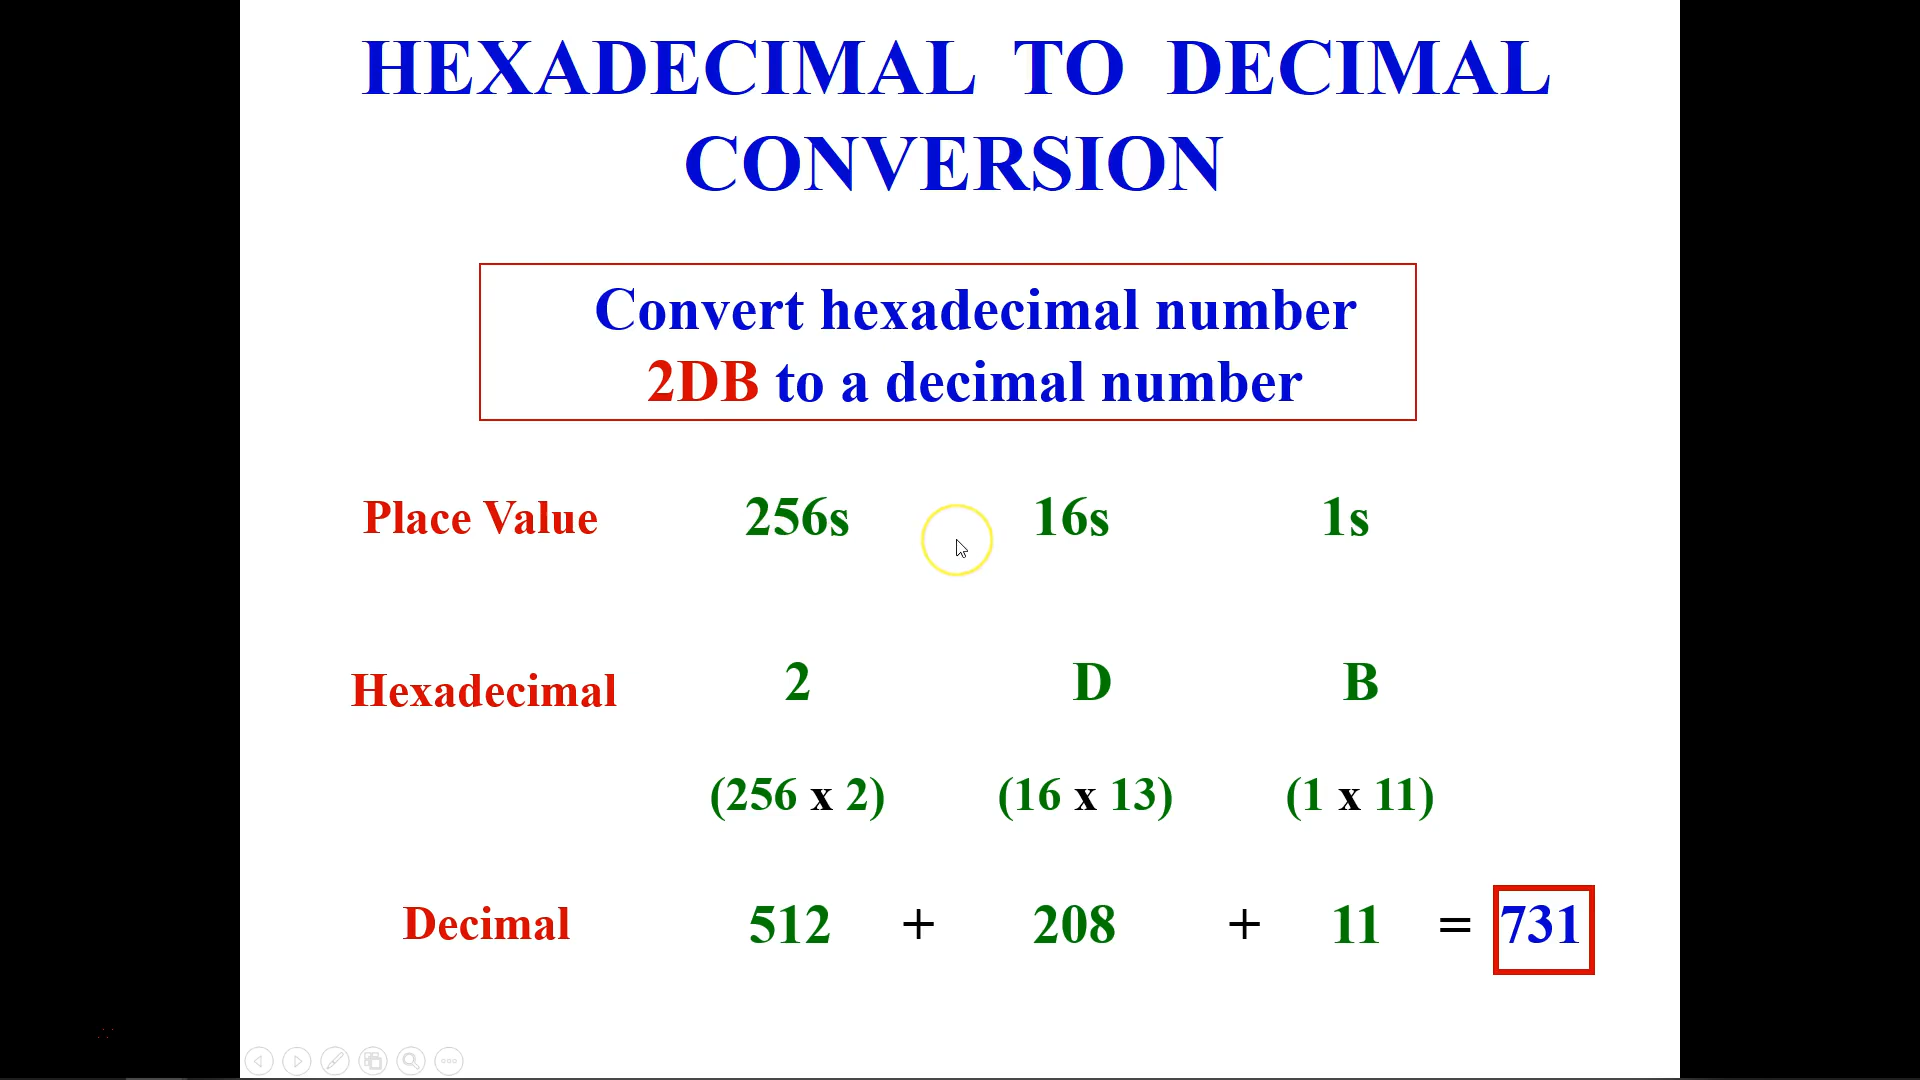 HEXADECIMAL TO DECIMAL
CONVERSION
Convert hexadecimal number
2DB to a decimal number
Place Value 256s 16s 1s
Hexadecimal 2 D B
(256 x 2) (16 x 13) (1 x 11)
Decimal 512 + 208 + 11 = 731